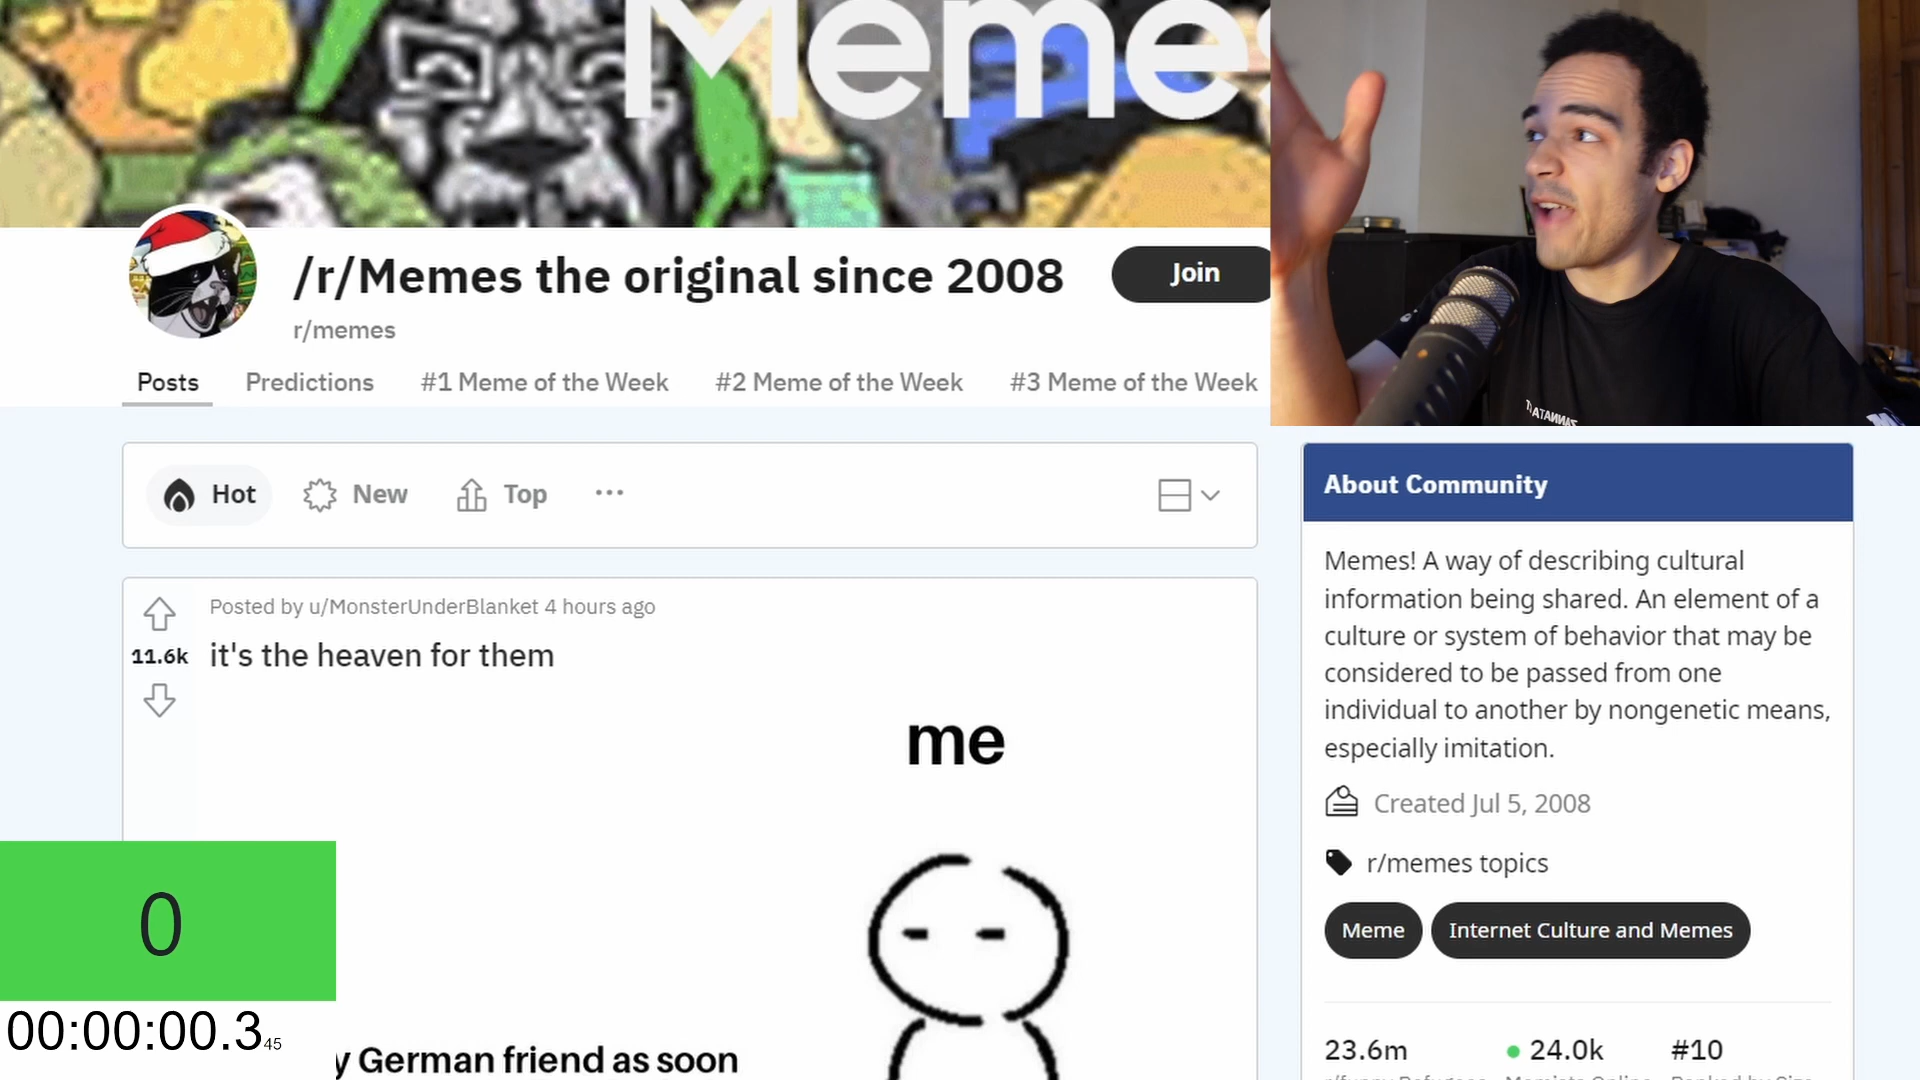 Memes
/r/Memes the original since 2008
Join
r/memes
Posts
Predictions
#1 Meme of the Week
#2 Meme of the Week
#3 Meme of the Week
Hot
New
Top
Posted by u/MonsterUnderBlanket 4 hours ago
11.6k
it's the heaven for them
me
y German friend as soon
0
00:00:00.3
45
About Community
Memes! A way of describing cultural
information being shared. An element of a
culture or system of behavior that may be
considered to be passed from one
individual to another by nongenetic means,
especially imitation.
Created Jul 5, 2008
r/memes topics
Meme
Internet Culture and Memes
23.6m
24.0k
#10